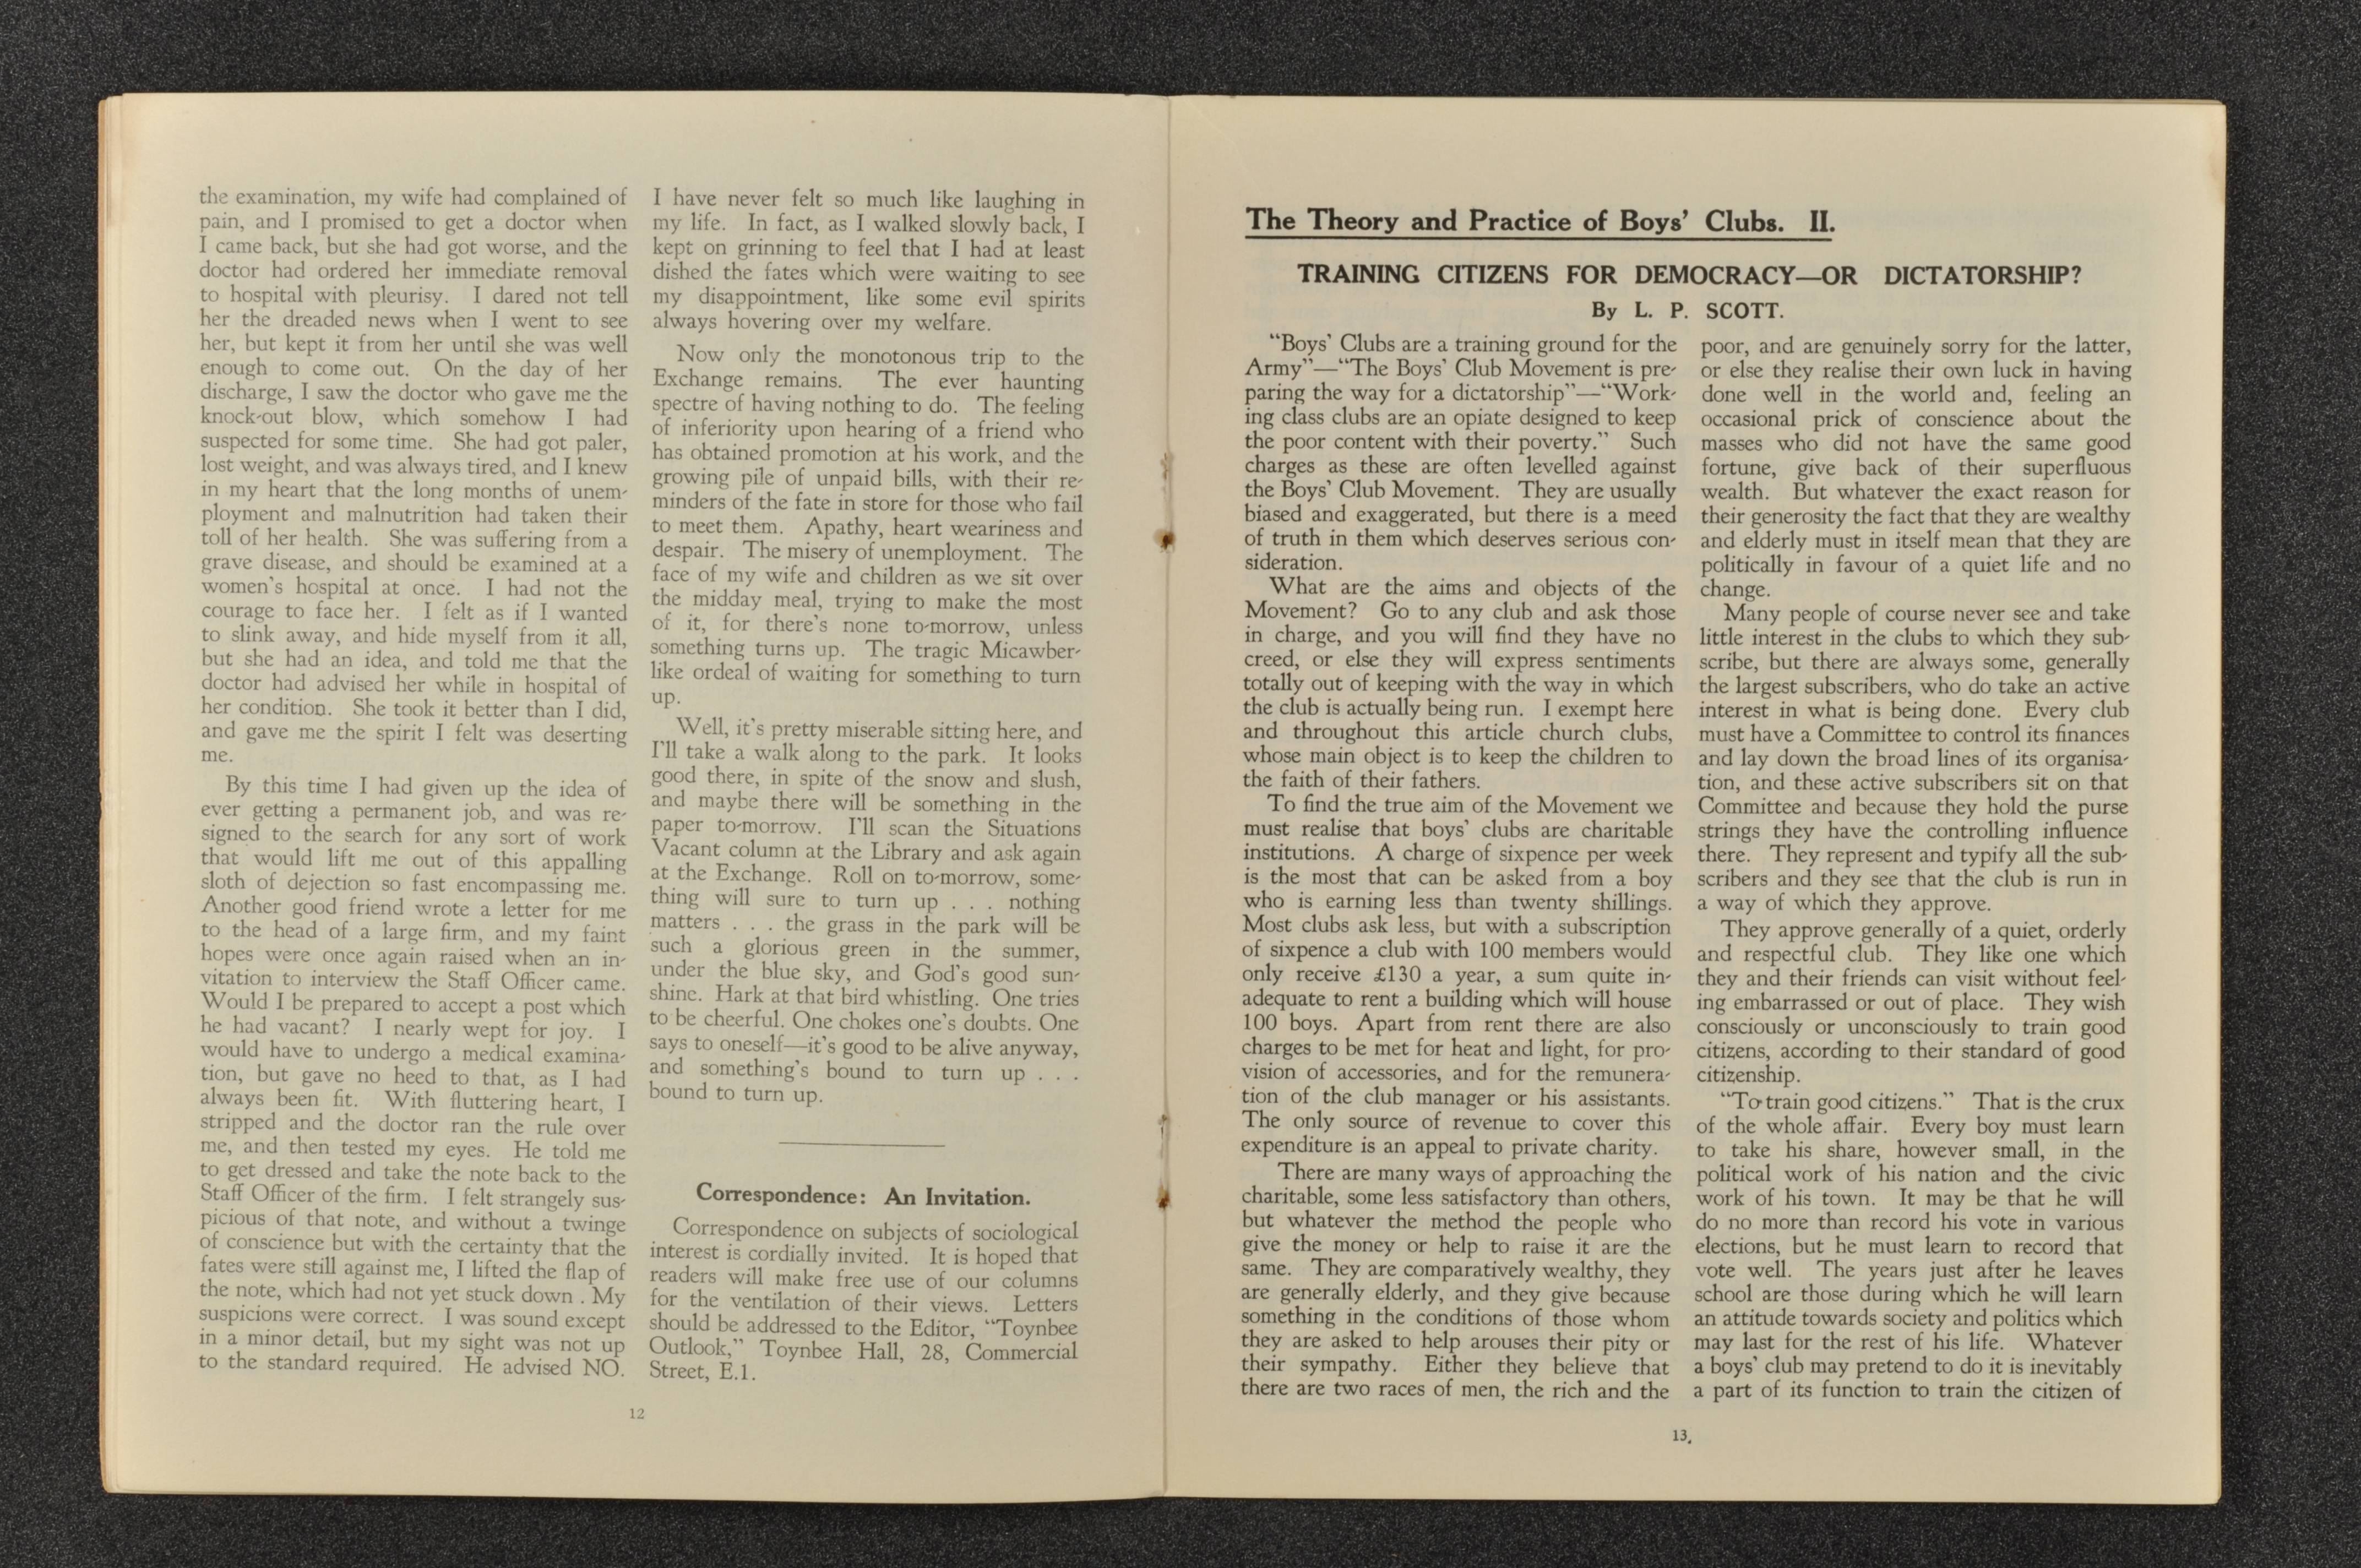 the examination, my wife had complained of
pain, and I promised to get a doctor when
I came back, but she had got worse, and the
doctor had ordered her immediate removal
to hospital with pleurisy. I dared not tell
her the dreaded news when I went to see
her, but kept it from her until she was well
enough to come out. On the day of her
discharge, I saw the doctor who gave me the
knock-out blow, which somehow I had
suspected for some time. She had got paler,
lost weight, and was always tired, and I knew
in my heart that the long months of unem-
ployment and malnutrition had taken their
toll of her health. She was suffering from a
grave disease, and should be examined at a
women's hospital at once. I had not the
courage to face her. I felt as if I wanted
to slink away, and hide myself from it all,
but she had an idea, and told me that the
doctor had advised her while in hospital of
her condition. She took it better than I did,
and gave me the spirit I felt was deserting
me.
By this time I had given up the idea of
ever getting a permanent job, and was re-
signed to the search for any sort of work
that would lift me out of this appalling
sloth of dejection so fast encompassing me.
Another good friend wrote a letter for me
to the head of a large firm, and my faint
hopes were once again raised when an in-
vitation to interview the Staff Officer came.
Would I be prepared to accept a post which
he had vacant? I nearly wept for joy. I
would have to undergo a medical examina-
tion, but gave no heed to that, as I had
always been fit. With fluttering heart, I
stripped and the doctor ran the rule over
me, and then tested my eyes. He told me
to get dressed and take the note back to the
Staff Officer of the firm. I felt strangely sus-
picious of that note, and without a twinge
of conscience but with the certainty that the
fates were still against me, I lifted the flap of
the note, which had not yet stuck down . My
suspicions were correct. I was sound except
in a minor detail, but my sight was not up
to the standard required. He advised NO.
I have never felt so much like laughing in
my life. In fact, as I walked slowly back, I
kept on grinning to feel that I had at least
dished the fates which were waiting to see
my disappointment, like some evil spirits
always hovering over my welfare.
Now only the monotonous trip to the
Exchange remains. The ever haunting
spectre of having nothing to do. The feeling
of inferiority upon hearing of a friend who
has obtained promotion at his work, and the
growing pile of unpaid bills, with their re-
minders of the fate in store for those who fail
to meet them. Apathy, heart weariness and
despair. The misery of unemployment. The
face of my wife and children as we sit over
the midday meal, trying to make the most
of it, for there's none to-morrow, unless
something turns up. The tragic Micawber-
like ordeal of waiting for something to turn
up.
Well, it's pretty miserable sitting here, and
I'll take a walk along to the park. It looks
good there, in spite of the snow and slush,
and maybe there will be something in the
paper to-morrow. I'll scan the Situations
Vacant column at the Library and ask again
at the Exchange. Roll on to-morrow, some-
thing will sure to turn up . . . nothing
matters . . . the grass in the park will be
such a glorious green in the summer,
under the blue sky, and God's good sun-
shine. Hark at that bird whistling. One tries
to be cheerful. One chokes one's doubts. One
says to oneself—it's good to be alive anyway,
and something's bound to turn up . . .
bound to turn up.
Correspondence: An Invitation.
Correspondence on subjects of sociological
interest is cordially invited. It is hoped that
readers will make free use of our columns
for the ventilation of their views. Letters
should be addressed to the Editor, "Toynbee
Outlook," Toynbee Hall, 28, Commercial
Street, E.1.
12
The Theory and Practice of Boys' Clubs. II.
TRAINING CITIZENS FOR DEMOCRACY—OR DICTATORSHIP?
By L. P. SCOTT.
"Boys' Clubs are a training ground for the
Army"—"The Boys' Club Movement is pre-
paring the way for a dictatorship"—"Work-
ing class clubs are an opiate designed to keep
the poor content with their poverty." Such
charges as these are often levelled against
the Boys' Club Movement. They are usually
biased and exaggerated, but there is a meed
of truth in them which deserves serious con-
sideration.
What are the aims and objects of the
Movement? Go to any club and ask those
in charge, and you will find they have no
creed, or else they will express sentiments
totally out of keeping with the way in which
the club is actually being run. I exempt here
and throughout this article church clubs,
whose main object is to keep the children to
the faith of their fathers.
To find the true aim of the Movement we
must realise that boys' clubs are charitable
institutions. A charge of sixpence per week
is the most that can be asked from a boy
who is earning less than twenty shillings.
Most clubs ask less, but with a subscription
of sixpence a club with 100 members would
only receive £130 a year, a sum quite in-
adequate to rent a building which will house
100 boys. Apart from rent there are also
charges to be met for heat and light, for pro-
vision of accessories, and for the remunera-
tion of the club manager or his assistants.
The only source of revenue to cover this
expenditure is an appeal to private charity.
There are many ways of approaching the
charitable, some less satisfactory than others,
but whatever the method the people who
give the money or help to raise it are the
same. They are comparatively wealthy, they
are generally elderly, and they give because
something in the conditions of those whom
they are asked to help arouses their pity or
their sympathy. Either they believe that
there are two races of men, the rich and the
poor, and are genuinely sorry for the latter,
or else they realise their own luck in having
done well in the world and, feeling an
occasional prick of conscience about the
masses who did not have the same good
fortune, give back of their superfluous
wealth. But whatever the exact reason for
their generosity the fact that they are wealthy
and elderly must in itself mean that they are
politically in favour of a quiet life and no
change.
Many people of course never see and take
little interest in the clubs to which they sub-
scribe, but there are always some, generally
the largest subscribers, who do take an active
interest in what is being done. Every club
must have a Committee to control its finances
and lay down the broad lines of its organisa-
tion, and these active subscribers sit on that
Committee and because they hold the purse
strings they have the controlling influence
there. They represent and typify all the sub-
scribers and they see that the club is run in
a way of which they approve.
They approve generally of a quiet, orderly
and respectful club. They like one which
they and their friends can visit without feel-
ing embarrassed or out of place. They wish
consciously or unconsciously to train good
citizens, according to their standard of good
citizenship.
"To train good citizens." That is the crux
of the whole affair. Every boy must learn
to take his share, however small, in the
political work of his nation and the civic
work of his town. It may be that he will
do no more than record his vote in various
elections, but he must learn to record that
vote well. The years just after he leaves
school are those during which he will learn
an attitude towards society and politics which
may last for the rest of his life. Whatever
a boys' club may pretend to do it is inevitably
a part of its function to train the citizen of
13.